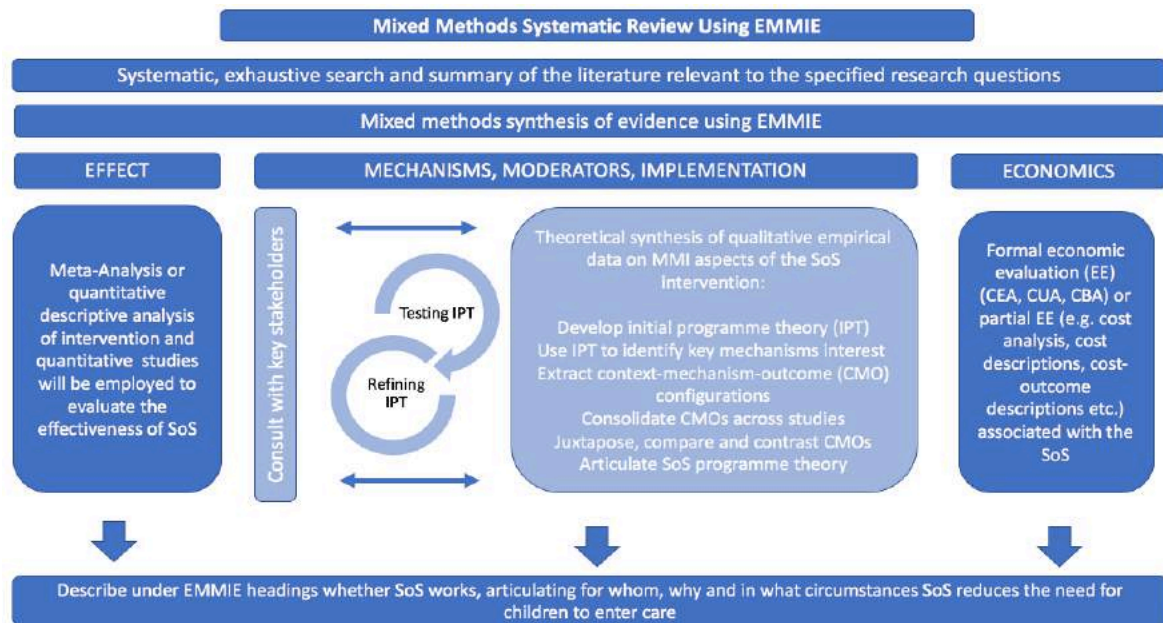 Mixed Methods Systematic Review Using EMMIE
Systematic, exhaustive search and summary of the literature relevant to the specified research questions
Mixed methods synthesis of evidence using EMMIE
EFFECT
MECHANISMS, MODERATORS, IMPLEMENTATION
ECONOMICS
Meta-Analysis or
quantitative
descriptive analysis
of intervention and
quantitative studies
will be employed to
evaluate the
effectiveness of SoS
Consult with key stakeholders
Testing IPT
Refining
IPT
Theoretical synthesis of qualitative empirical
data on MMI aspects of the SoS
Intervention:
Develop initial programme theory (IPT)
Use IPT to identify key mechanisms interest
Extract context-mechanism-outcome (CMO)
configurations
Consolidate CMOs across studies
Juxtapose, compare and contrast CMOs
Articulate SoS programme theory
Formal economic
evaluation (EE)
(CEA, CUA, CBA) or
partial EE (e.g. cost
analysis, cost
descriptions, cost-
outcome
descriptions etc.)
associated with the
SoS
Describe under EMMIE headings whether SoS works, articulating for whom, why and in what circumstances SoS reduces the need for
children to enter care